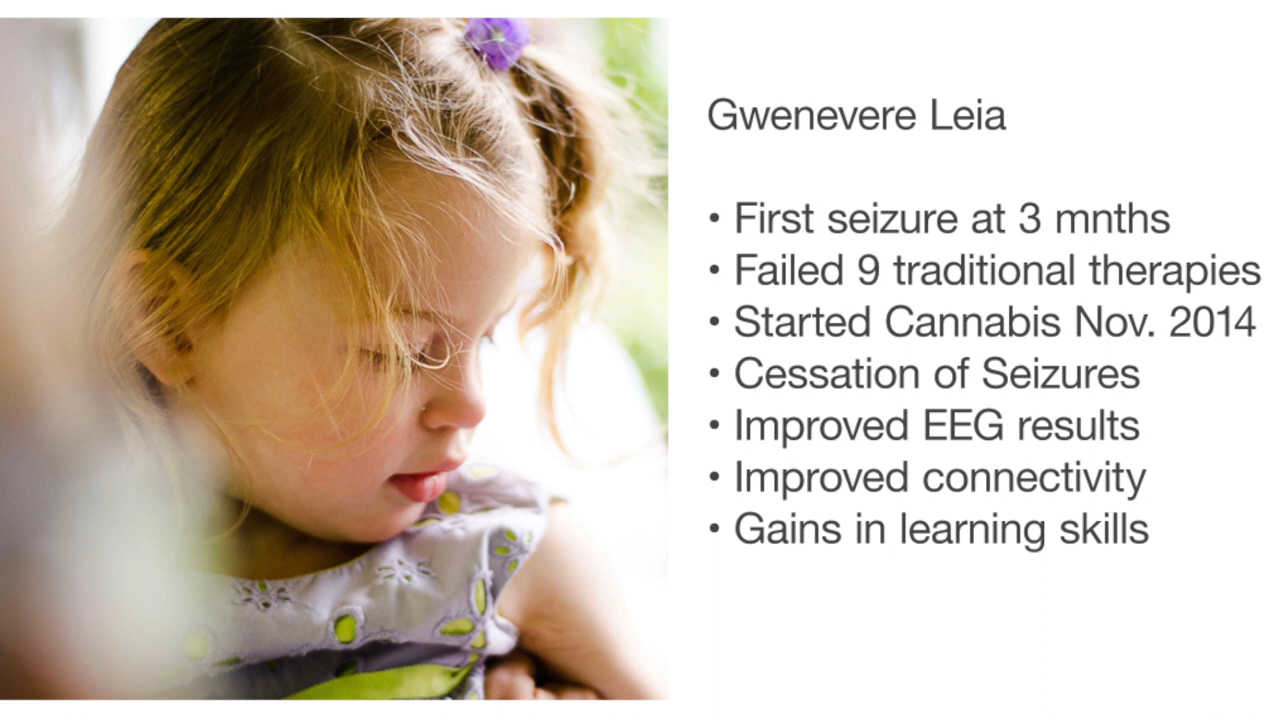 Gwenevere Leia
• First seizure at 3 mnths
• Failed 9 traditional therapies
• Started Cannabis Nov. 2014
• Cessation of Seizures
• Improved EEG results
• Improved connectivity
• Gains in learning skills